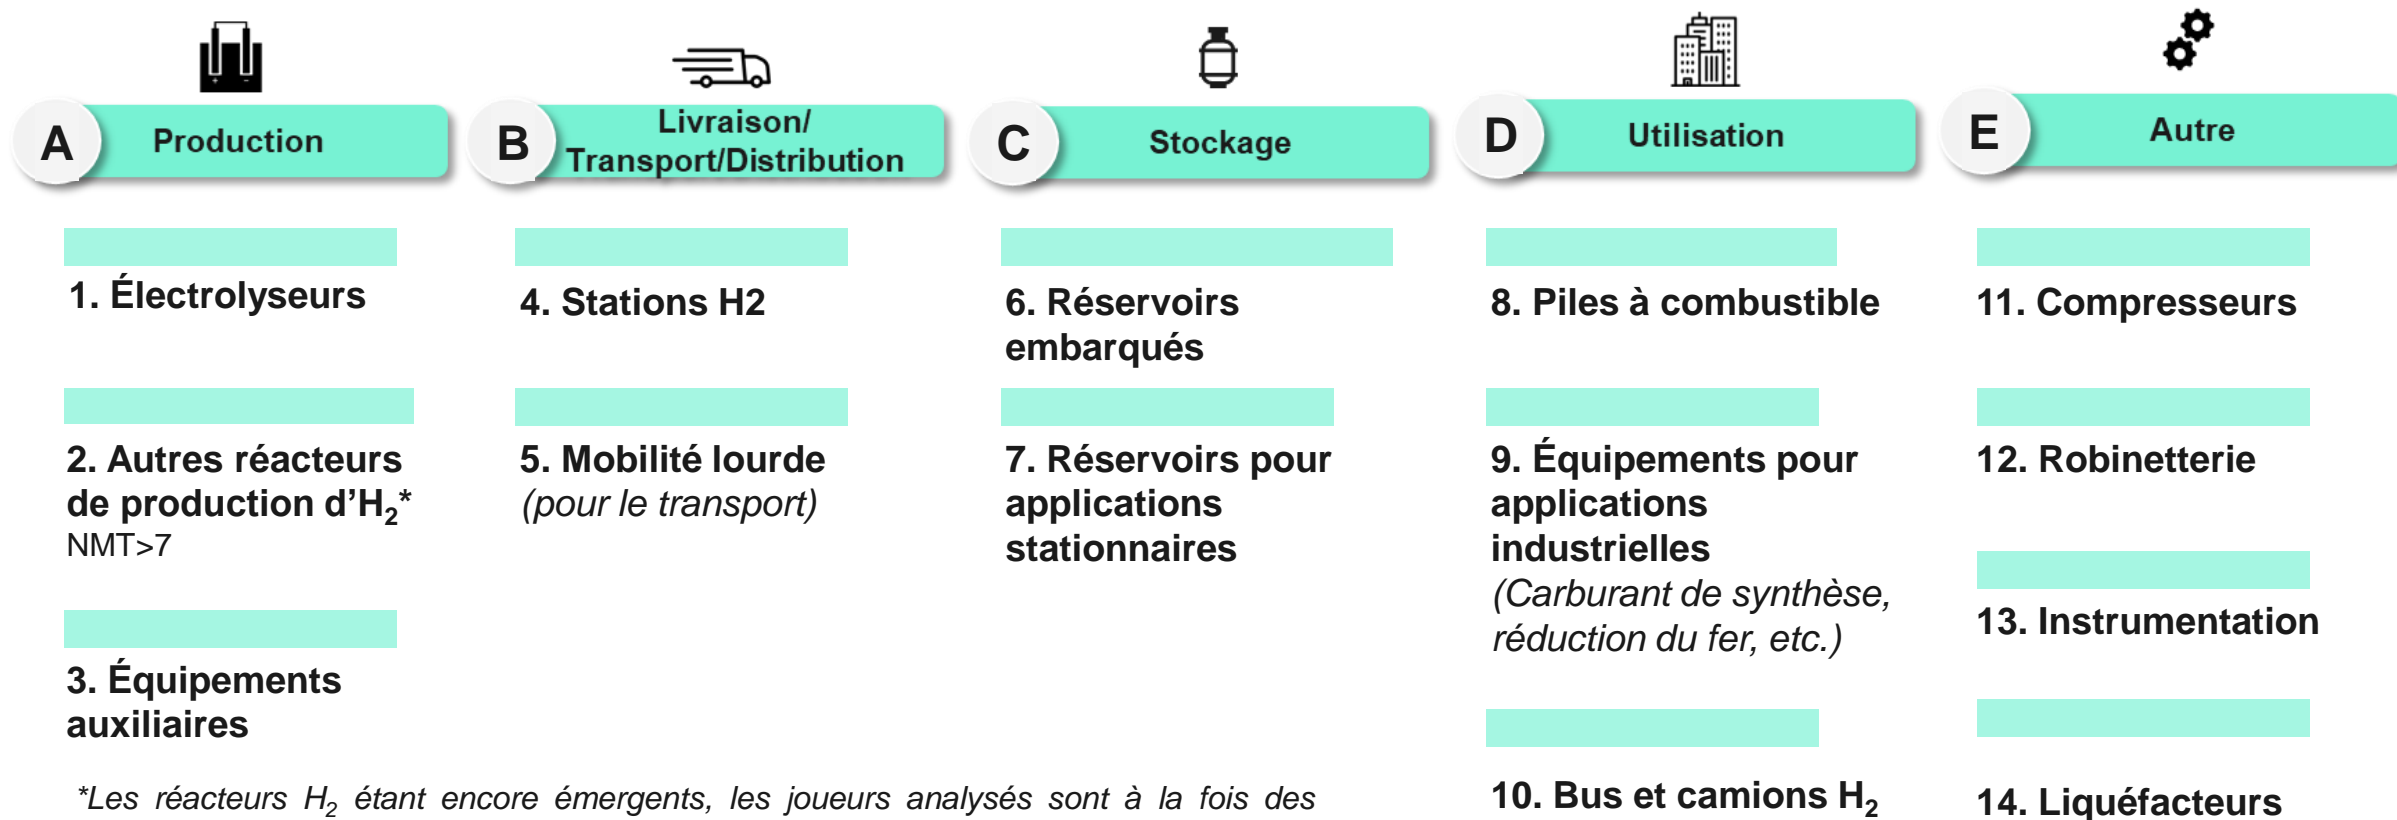 A
Production
1. Électrolyseurs
2. Autres réacteurs
de production d'H₂*
NMT>7
3. Équipements
auxiliaires
B
Livraison/
Transport/Distribution
4. Stations H2
5. Mobilité lourde
(pour le transport)
C
Stockage
6. Réservoirs
embarqués
7. Réservoirs pour
applications
stationnaires
D
Utilisation
8. Piles à combustible
9. Équipements pour
applications
industrielles
(Carburant de synthèse,
réduction du fer, etc.)
10. Bus et camions H₂
E
Autre
11. Compresseurs
12. Robinetterie
13. Instrumentation
14. Liquéfacteurs
*Les réacteurs H₂ étant encore émergents, les joueurs analysés sont à la fois des